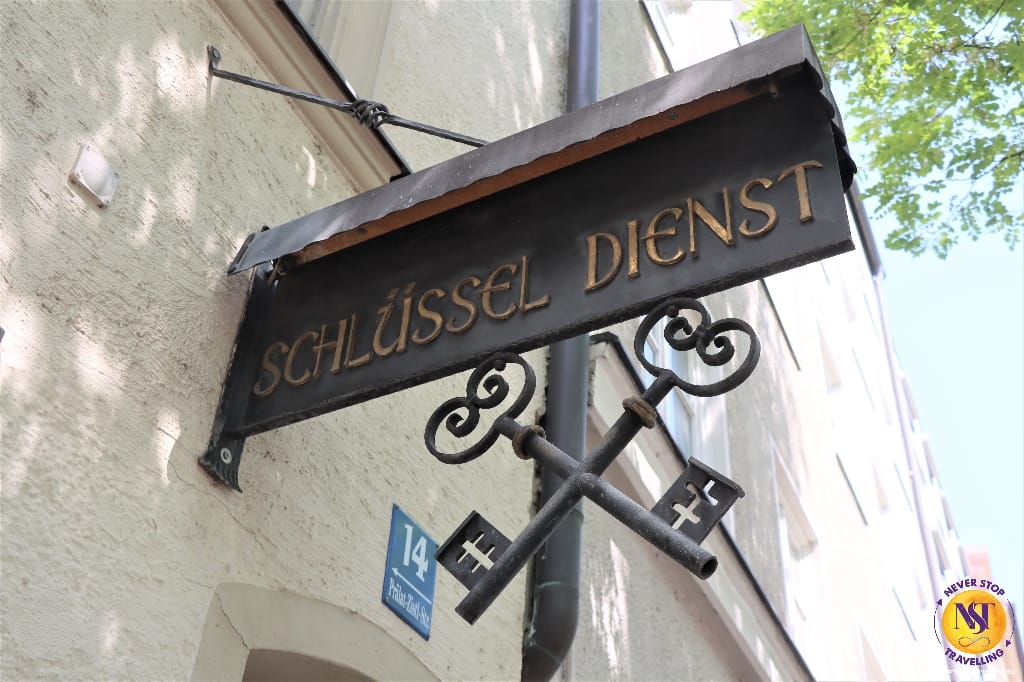 SCHLÜSSEL DIENST
14
Prälat-Zistl-Str.
NEVER STOP
NST
TRAVELLING